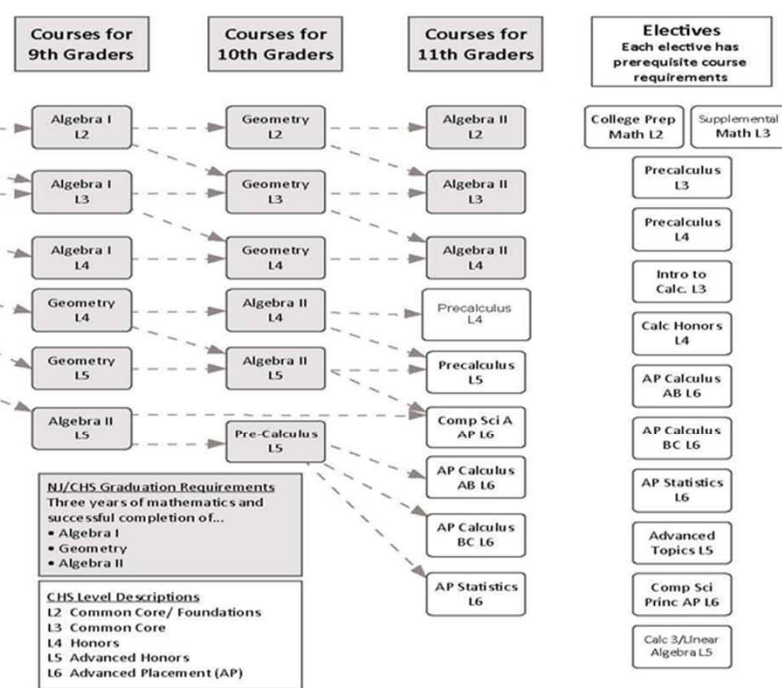 Courses for
9th Graders
Courses for
10th Graders
Courses for
11th Graders
Electives
Each elective has
prerequisite course
requirements
Algebra I
L2
Algebra I
L3
Algebra I
L4
Geometry
L4
Geometry
L5
Algebra II
L5
Geometry
L2
Geometry
L3
Geometry
L4
Algebra II
L4
Algebra II
L5
Pre-Calculus
L5
Algebra II
L2
Algebra II
L3
Algebra II
L4
Precalculus
L4
Precalculus
L5
Comp Sci A
AP L6
AP Calculus
AB L6
AP Calculus
BC L6
AP Statistics
L6
College Prep
Math L2
Supplemental
Math L3
Precalculus
L3
Precalculus
L4
Intro to
Calc. L3
Calc Honors
L4
AP Calculus
AB L6
AP Calculus
BC L6
AP Statistics
L6
Advanced
Topics L5
Comp Sci
Princ AP L6
Calc 3/Linear
Algebra L5
NJ/CHS Graduation Requirements
Three years of mathematics and
successful completion of...
• Algebra I
• Geometry
• Algebra II
CHS Level Descriptions
L2 Common Core/ Foundations
L3 Common Core
L4 Honors
L5 Advanced Honors
L6 Advanced Placement (AP)